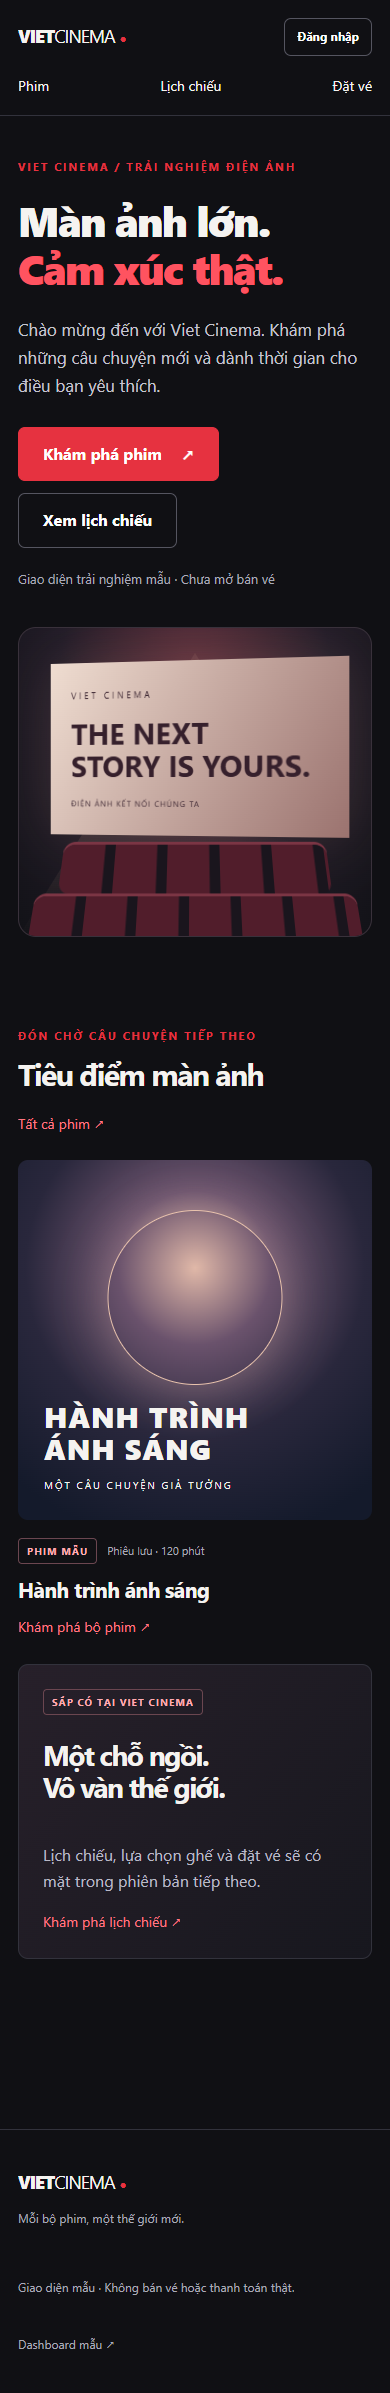 VIETCINEMA
Đăng nhập
Phim
Lịch chiếu
Đặt vé
VIET CINEMA / TRẢI NGHIỆM ĐIỆN ẢNH
Màn ảnh lớn.
Cảm xúc thật.
Chào mừng đến với Viet Cinema. Khám phá
những câu chuyện mới và dành thời gian cho
điều bạn yêu thích.
Khám phá phim ↗
Xem lịch chiếu
Giao diện trải nghiệm mẫu · Chưa mở bán vé
VIET CINEMA
THE NEXT
STORY IS YOURS.
ĐIỆN ẢNH KẾT NỐI CHÚNG TA
ĐÓN CHỜ CÂU CHUYỆN TIẾP THEO
Tiêu điểm màn ảnh
Tất cả phim ↗
HÀNH TRÌNH
ÁNH SÁNG
MỘT CÂU CHUYỆN GIẢ TƯỞNG
PHIM MẪU
Phiêu lưu · 120 phút
Hành trình ánh sáng
Khám phá bộ phim ↗
SẮP CÓ TẠI VIET CINEMA
Một chỗ ngồi.
Vô vàn thế giới.
Lịch chiếu, lựa chọn ghế và đặt vé sẽ có
mặt trong phiên bản tiếp theo.
Khám phá lịch chiếu ↗
VIETCINEMA
Mỗi bộ phim, một thế giới mới.
Giao diện mẫu · Không bán vé hoặc thanh toán thật.
Dashboard mẫu ↗